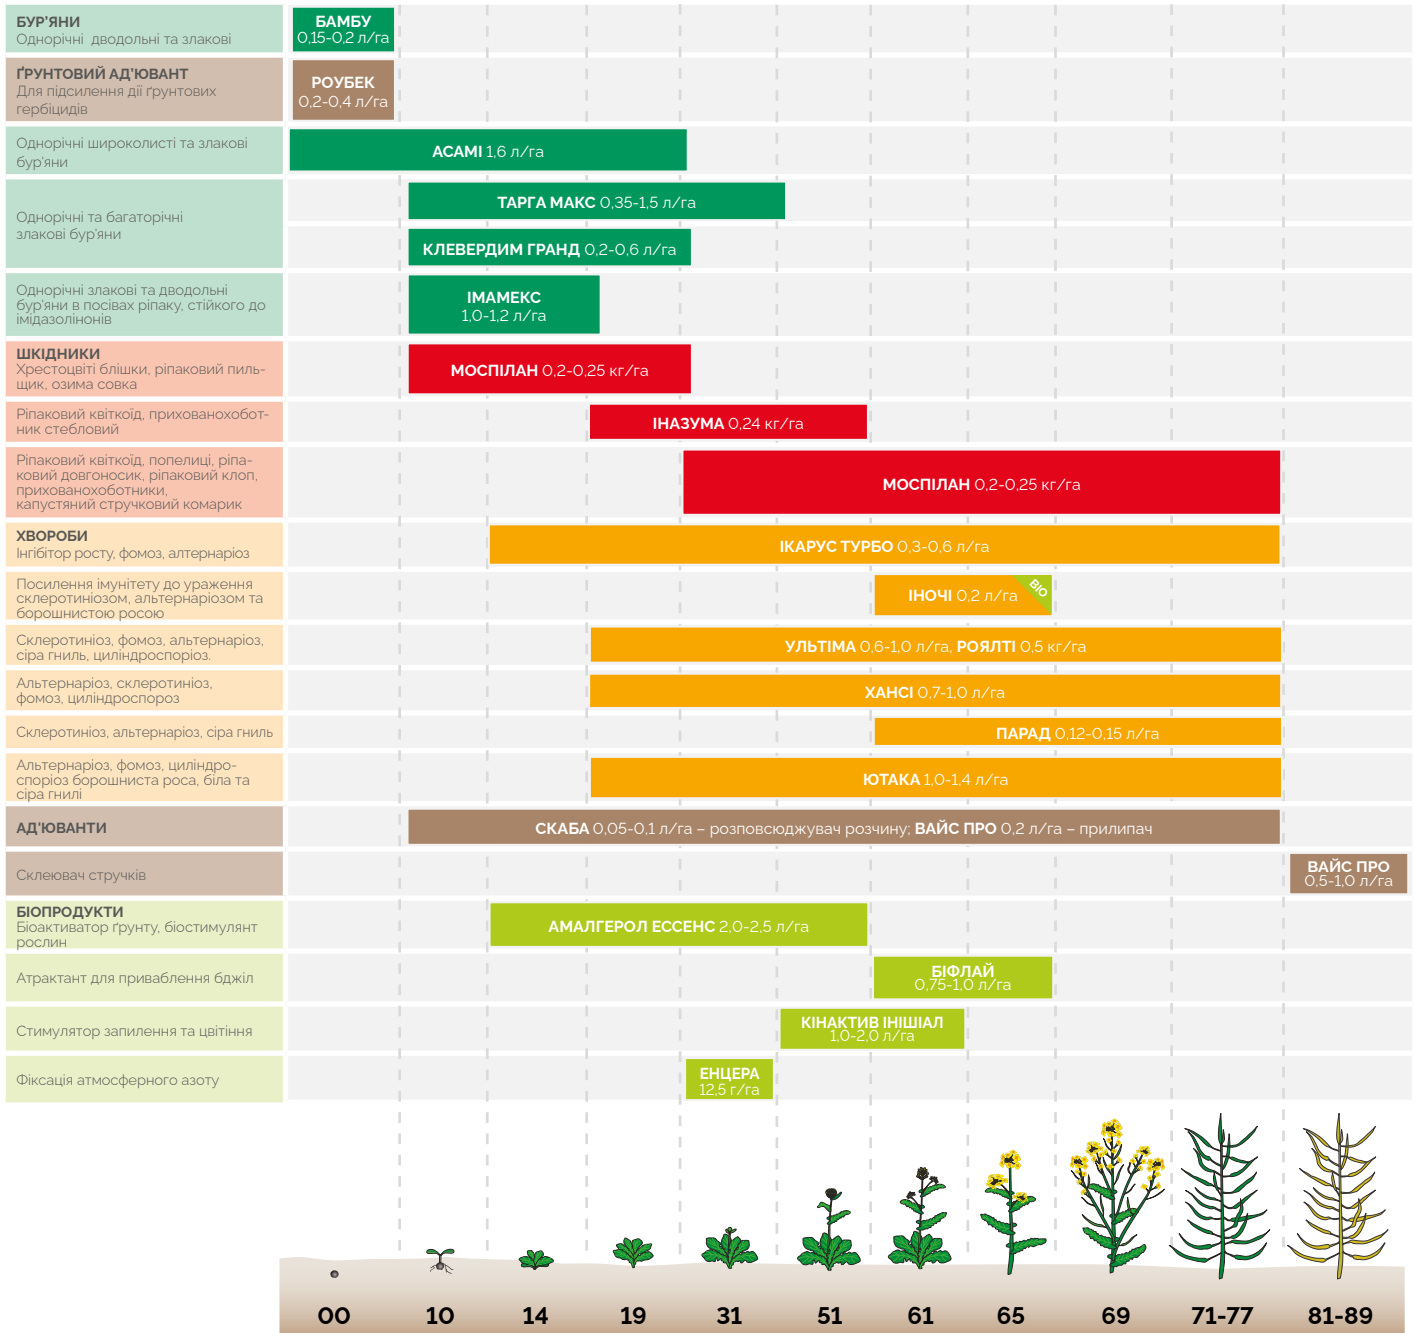 БУР’ЯНИ
Однорічні дводольні та злакові
БАМБУ
0,15-0,2 л/га
ҐРУНТОВИЙ АД’ЮВАНТ
Для підсилення дії ґрунтових
гербіцидів
РОУБЕК
0,2-0,4 л/га
Однорічні широколисті та злакові
бур’яни
АСАМІ 1,6 л/га
Однорічні та багаторічні
злакові бур’яни
ТАРГА МАКС 0,35-1,5 л/га
КЛЕВЕРДИМ ГРАНД 0,2-0,6 л/га
Однорічні злакові та дводольні
бур’яни в посівах ріпаку, стійкого до
імідазолінонів
ІМАМЕКС
1,0-1,2 л/га
ШКІДНИКИ
Хрестоцвіті блішки, ріпаковий пиль-
щик, озима совка
МОСПІЛАН 0,2-0,25 кг/га
Ріпаковий квіткоїд, прихованохобот-
ник стебловий
ІНАЗУМА 0,24 кг/га
Ріпаковий квіткоїд, попелиці, ріпа-
ковий довгоносик, ріпаковий клоп,
прихованохоботники,
капустяний стручковий комарик
МОСПІЛАН 0,2-0,25 кг/га
ХВОРОБИ
Інгібітор росту, фомоз, алтернаріоз
ІКАРУС ТУРБО 0,3-0,6 л/га
Посилення імунітету до ураження
склеротиніозом, альтернаріозом та
борошнистою росою
ІНОЧІ 0,2 л/га
BIO
Склеротиніоз, фомоз, альтернаріоз,
сіра гниль, циліндроспоріоз.
УЛЬТІМА 0,6-1,0 л/га, РОЯЛТІ 0,5 кг/га
Альтернаріоз, склеротиніоз,
фомоз, циліндроспороз
ХАНСІ 0,7-1,0 л/га
Склеротиніоз, альтернаріоз, сіра гниль
ПАРАД 0,12-0,15 л/га
Альтернаріоз, фомоз, циліндро-
споріоз борошниста роса, біла та
сіра гнилі
ЮТАКА 1,0-1,4 л/га
АД’ЮВАНТИ
СКАБА 0,05-0,1 л/га – розповсюджувач розчину; ВАЙС ПРО 0,2 л/га – прилипач
Склеювач стручків
ВАЙС ПРО
0,5-1,0 л/га
БІОПРОДУКТИ
Біоактиватор ґрунту, біостимулянт
рослин
АМАЛГЕРОЛ ЕССЕНС 2,0-2,5 л/га
Атрактант для приваблення бджіл
БІФЛАЙ
0,75-1,0 л/га
Стимулятор запилення та цвітіння
КІНАКТИВ ІНІШІАЛ
1,0-2,0 л/га
Фіксація атмосферного азоту
ЕНЦЕРА
12,5 г/га
00 10 14 19 31 51 61 65 69 71-77 81-89